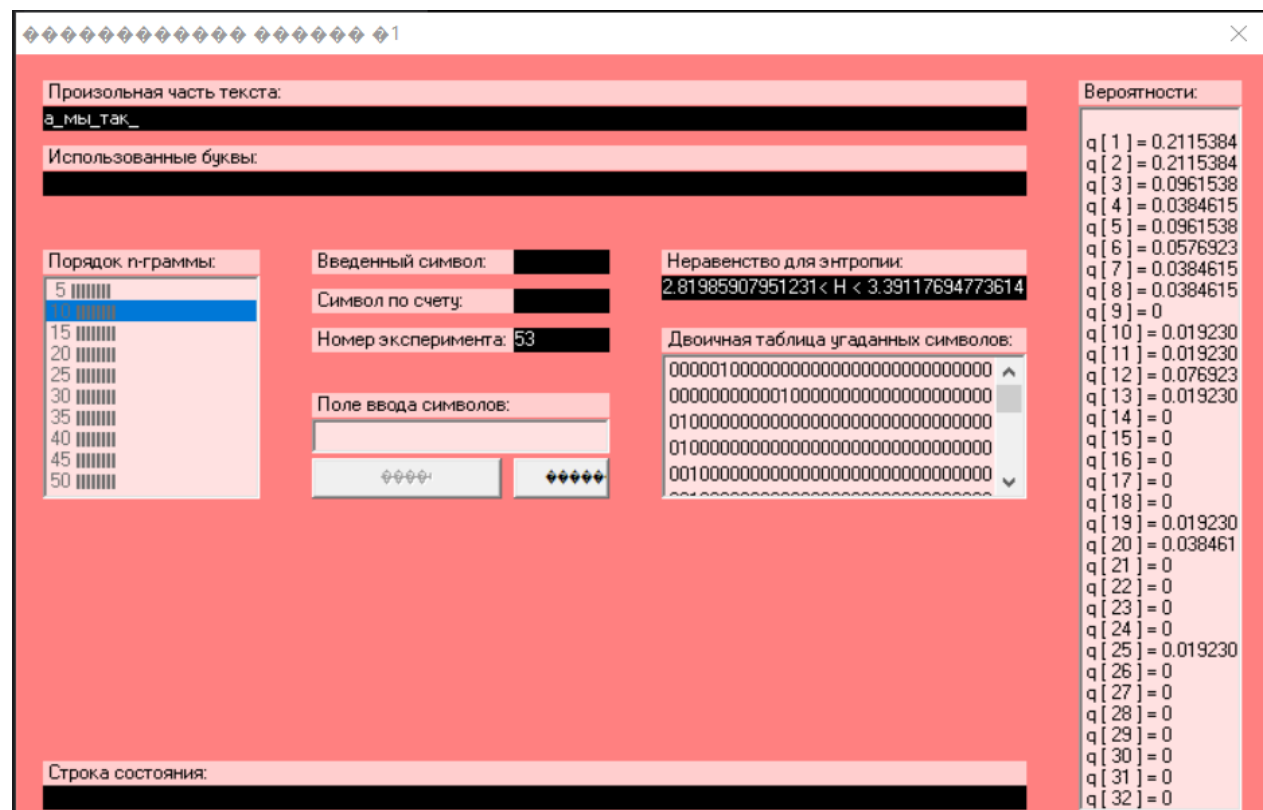 ������������� ������ �1
Произольная часть текста:
а_мы_так_
Использованные буквы:
Порядок n-граммы:
5
10
15
20
25
30
35
40
45
50
Введенный символ:
Символ по счету:
Номер эксперимента: 53
Поле ввода символов:
Неравенство для энтропии:
2.81985907951231< H < 3.39117694773614
Двоичная таблица угаданных символов:
00000100000000000000000000000000
00000000000100000000000000000000
01000000000000000000000000000000
01000000000000000000000000000000
00100000000000000000000000000000
Строка состояния:
Вероятности:
q [ 1 ] = 0.2115384
q [ 2 ] = 0.2115384
q [ 3 ] = 0.0961538
q [ 4 ] = 0.0384615
q [ 5 ] = 0.0961538
q [ 6 ] = 0.0576923
q [ 7 ] = 0.0384615
q [ 8 ] = 0.0384615
q [ 9 ] = 0
q [ 10 ] = 0.019230
q [ 11 ] = 0.019230
q [ 12 ] = 0.076923
q [ 13 ] = 0.019230
q [ 14 ] = 0
q [ 15 ] = 0
q [ 16 ] = 0
q [ 17 ] = 0
q [ 18 ] = 0
q [ 19 ] = 0.019230
q [ 20 ] = 0.038461
q [ 21 ] = 0
q [ 22 ] = 0
q [ 23 ] = 0
q [ 24 ] = 0
q [ 25 ] = 0.019230
q [ 26 ] = 0
q [ 27 ] = 0
q [ 28 ] = 0
q [ 29 ] = 0
q [ 30 ] = 0
q [ 31 ] = 0
q [ 32 ] = 0